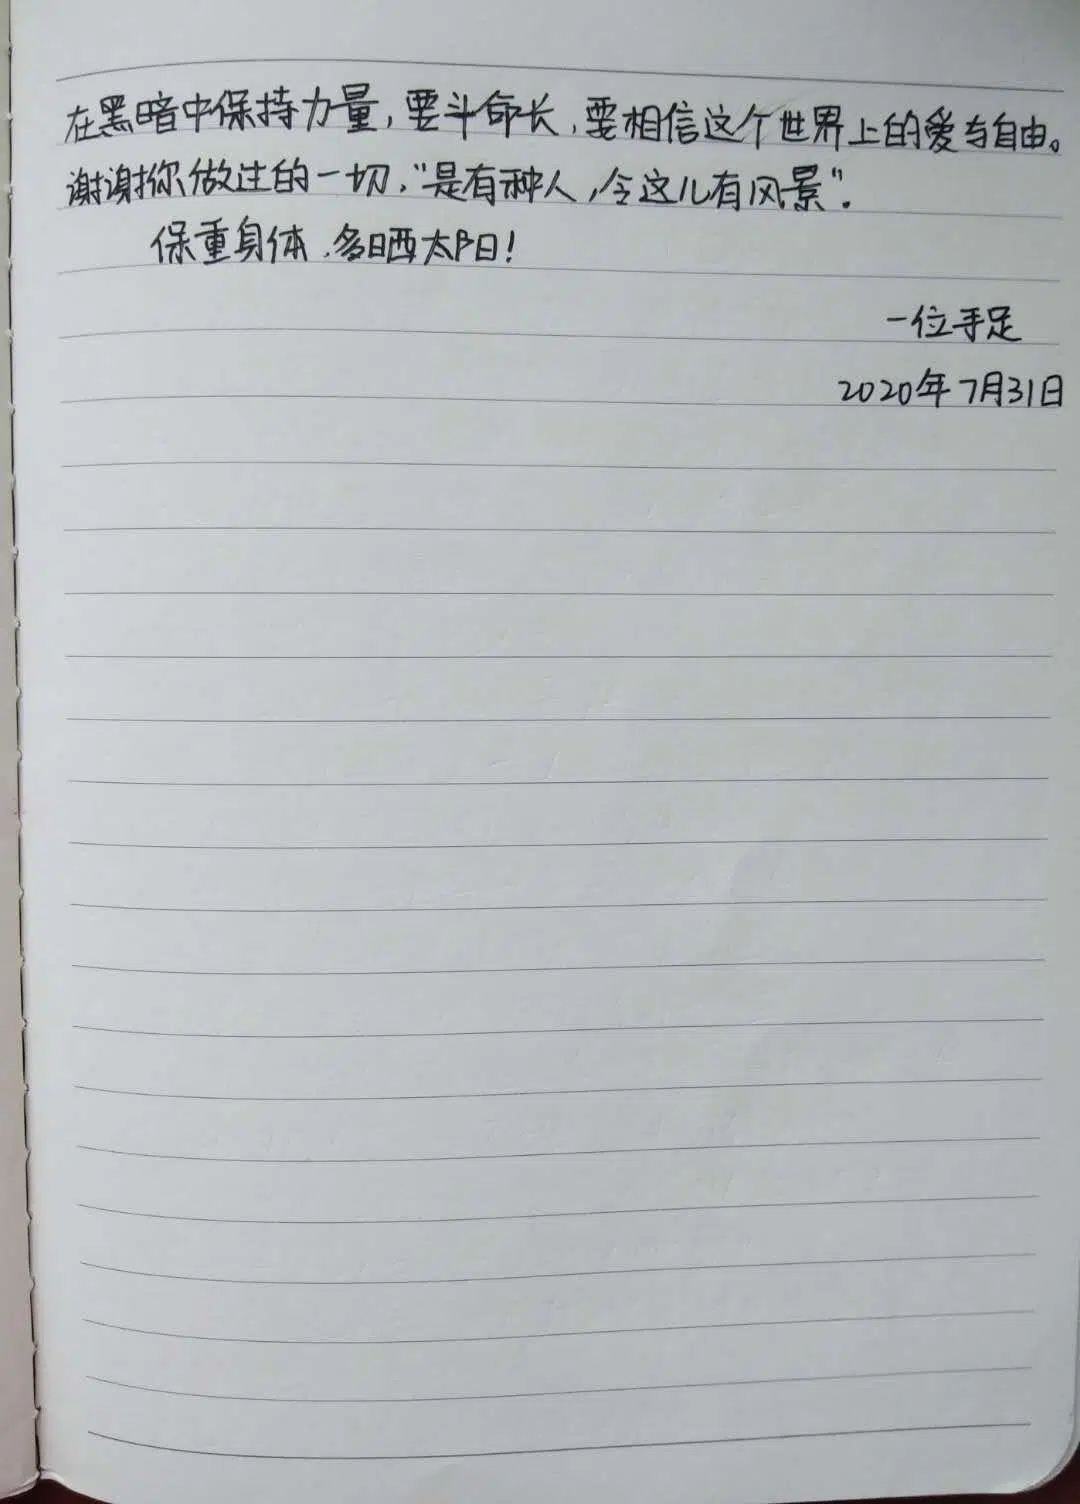 在黑暗中保持力量,要斗命长,要相信这个世界上的爱与自由。
谢谢你做过的一切,“是有种人,令这儿有风景”.
保重身体,多晒太阳!
一位手足
2020年7月31日